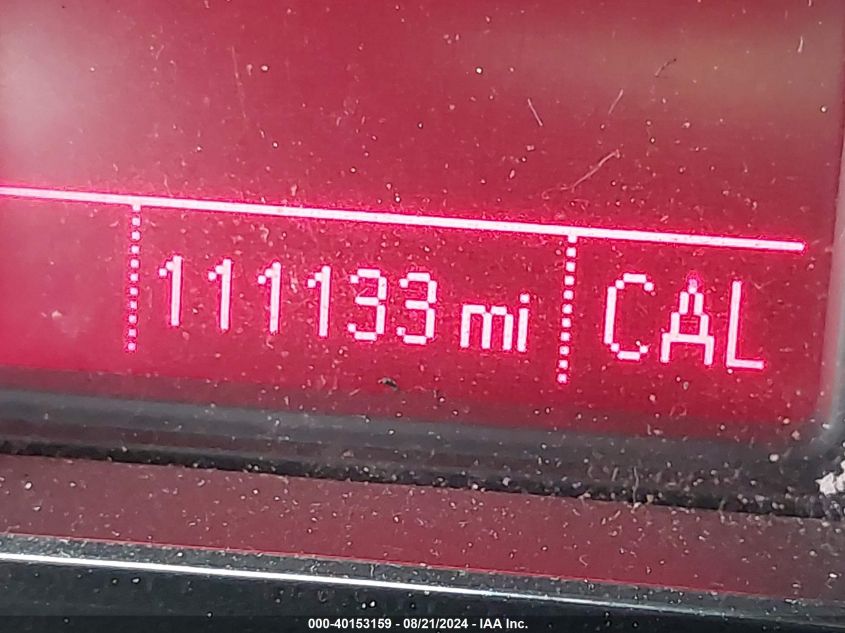 111133 mi CAL
000-40153159 - 08/21/2024 - IAA Inc.